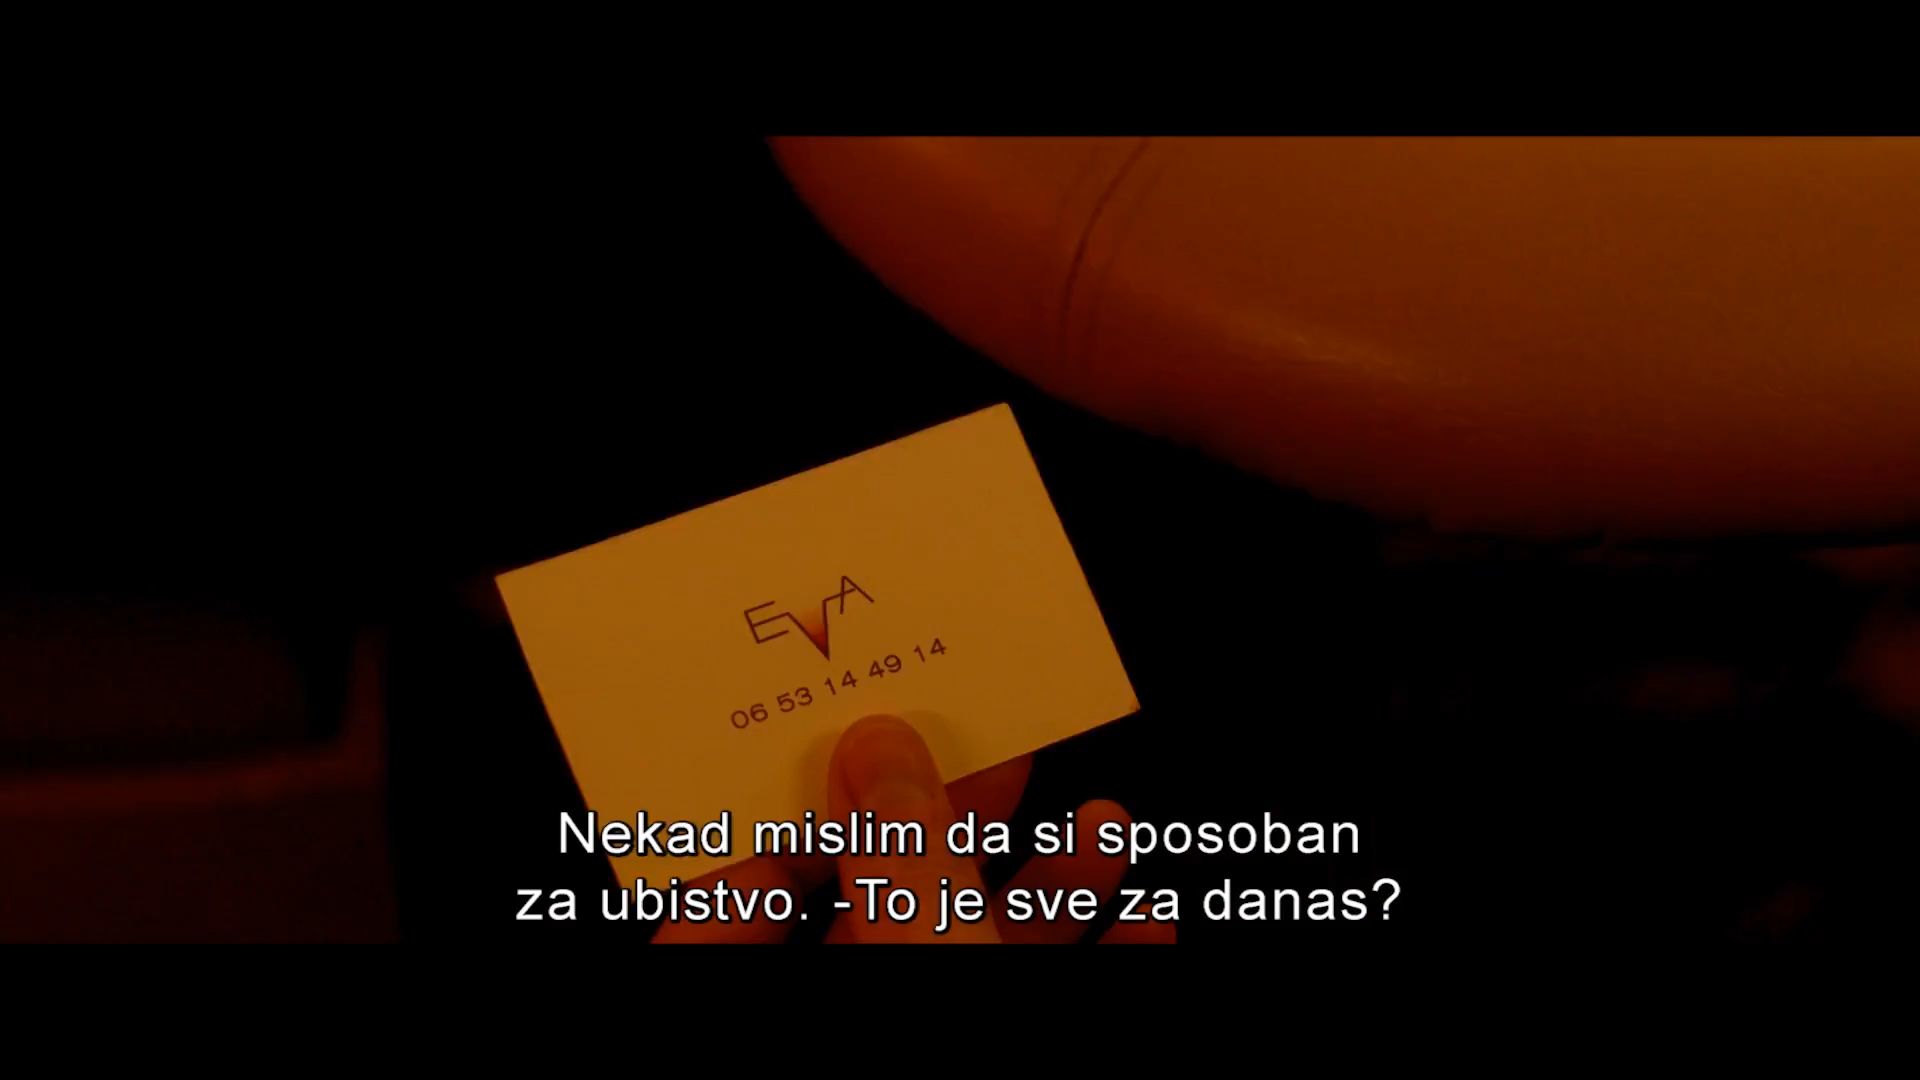 EVA
06 53 14 49 14
Nekad mislim da si sposoban
za ubistvo. -To je sve za danas?